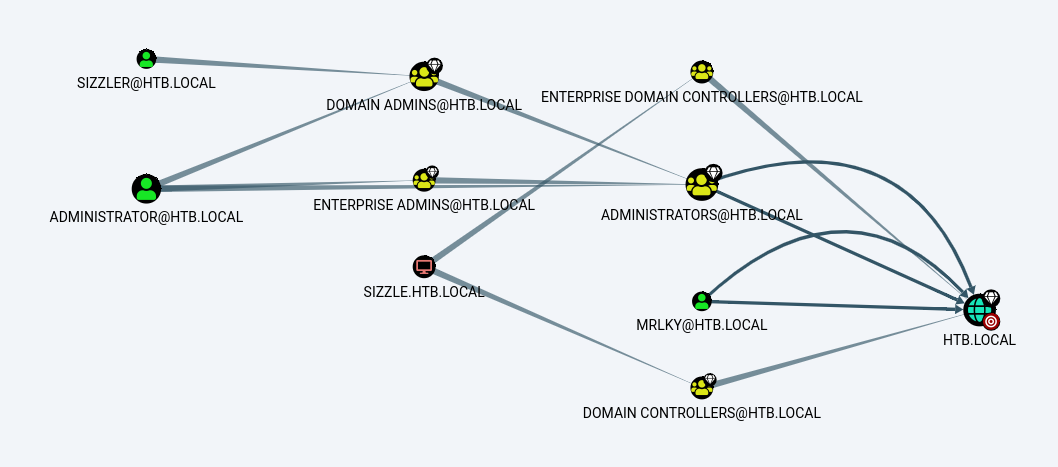 SIZZLER@HTB.LOCAL
DOMAIN ADMINS@HTB.LOCAL
ENTERPRISE DOMAIN CONTROLLERS@HTB.LOCAL
ADMINISTRATOR@HTB.LOCAL
ENTERPRISE ADMINS@HTB.LOCAL
ADMINISTRATORS@HTB.LOCAL
SIZZLE.HTB.LOCAL
MRLKY@HTB.LOCAL
HTB.LOCAL
DOMAIN CONTROLLERS@HTB.LOCAL